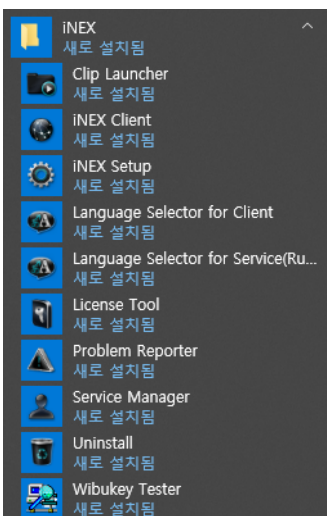 iNEX
새로 설치됨
Clip Launcher
새로 설치됨
iNEX Client
새로 설치됨
iNEX Setup
새로 설치됨
Language Selector for Client
새로 설치됨
Language Selector for Service(Ru...
새로 설치됨
License Tool
새로 설치됨
Problem Reporter
새로 설치됨
Service Manager
새로 설치됨
Uninstall
새로 설치됨
Wibukey Tester
새로 설치됨